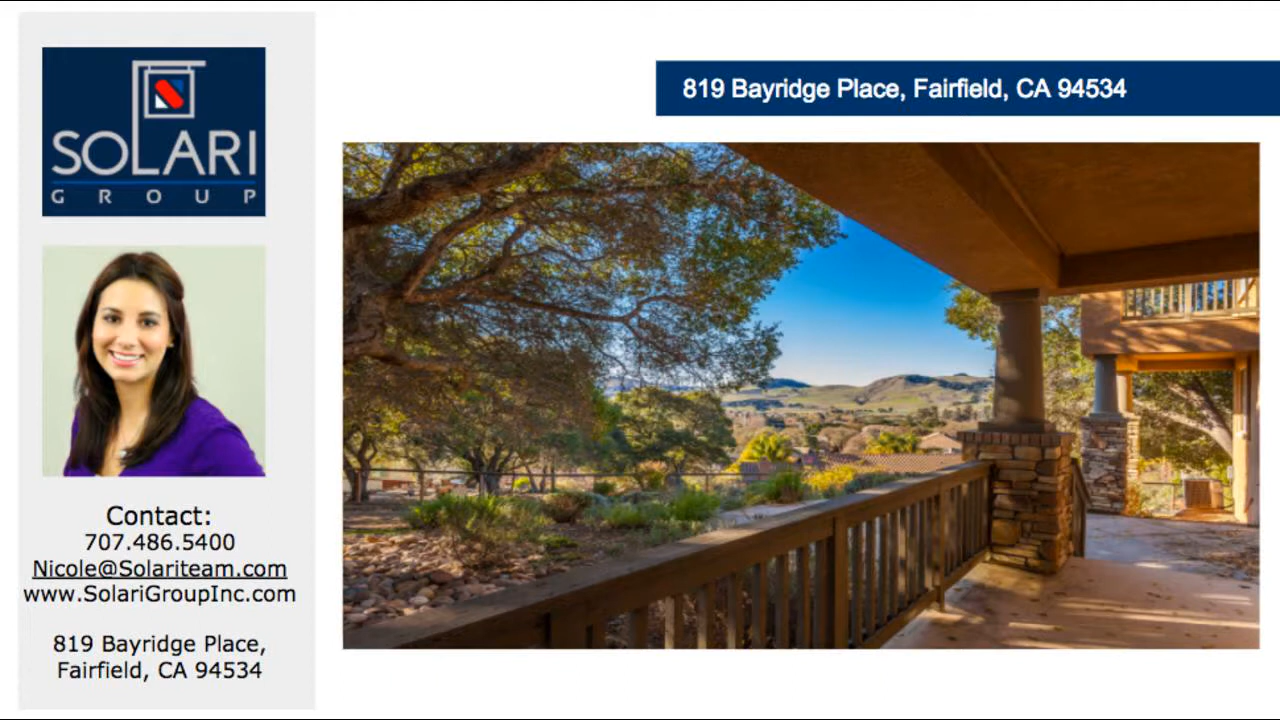 SOLARI
GROUP
819 Bayridge Place, Fairfield, CA 94534
Contact:
707.486.5400
Nicole@Solariteam.com
www.SolariGroupInc.com
819 Bayridge Place,
Fairfield, CA 94534